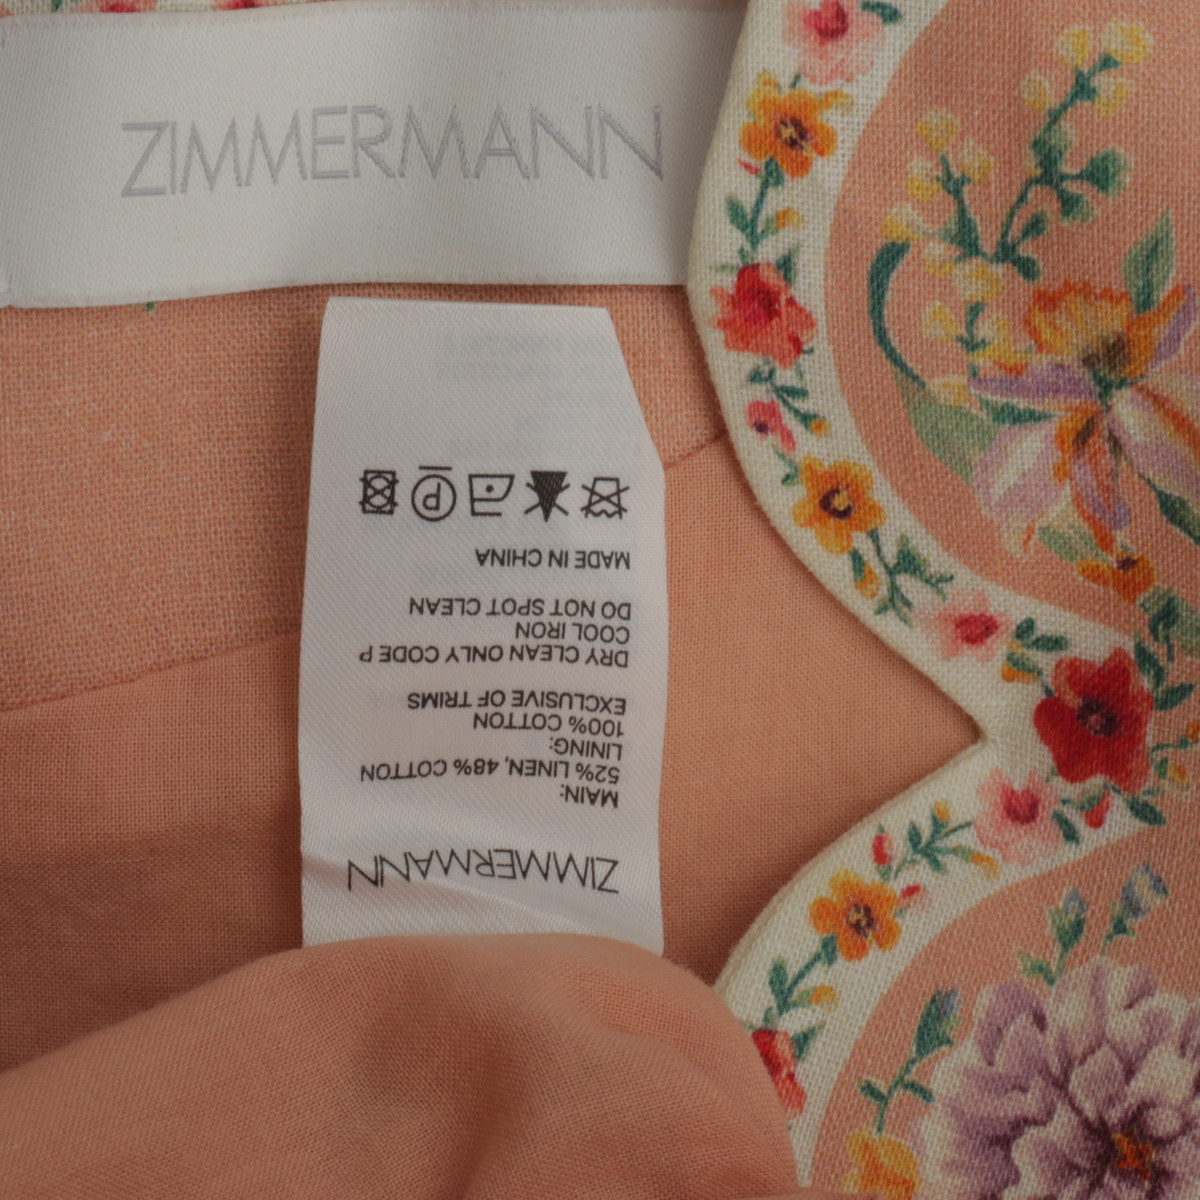 ZIMMERMANN
ZIMMERMANN
MAIN:
52% LINEN, 48% COTTON
LINING:
100% COTTON
EXCLUSIVE OF TRIMS
DRY CLEAN ONLY CODE P
COOL IRON
DO NOT SPOT CLEAN
MADE IN CHINA
P